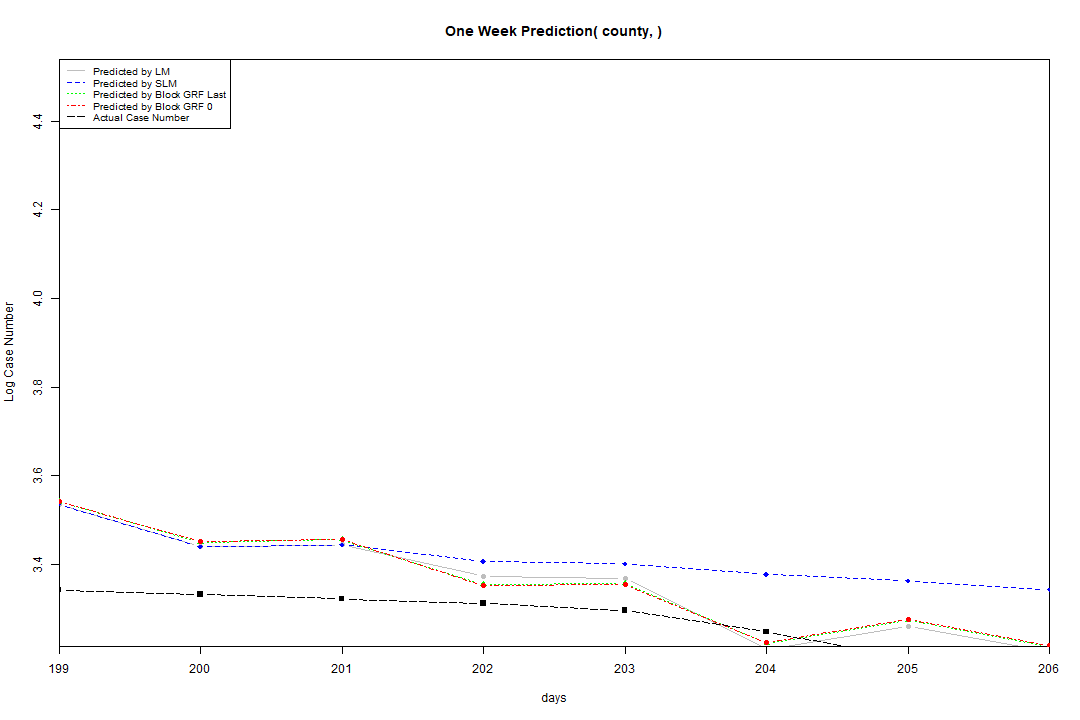 One Week Prediction( county, )
Predicted by LM
Predicted by SLM
Predicted by Block GRF Last
Predicted by Block GRF 0
Actual Case Number
4.4
4.2
4.0
3.8
3.6
3.4
Log Case Number
199 200 201 202 203 204 205 206
days